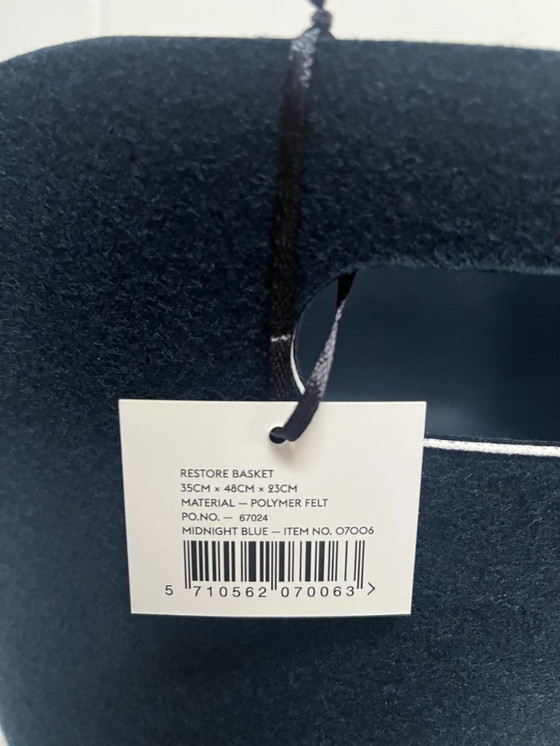 RESTORE BASKET
35CM × 48CM × 23CM
MATERIAL — POLYMER FELT
PO.NO. — 67024
MIDNIGHT BLUE — ITEM NO. 07006
5 710562 070063 >